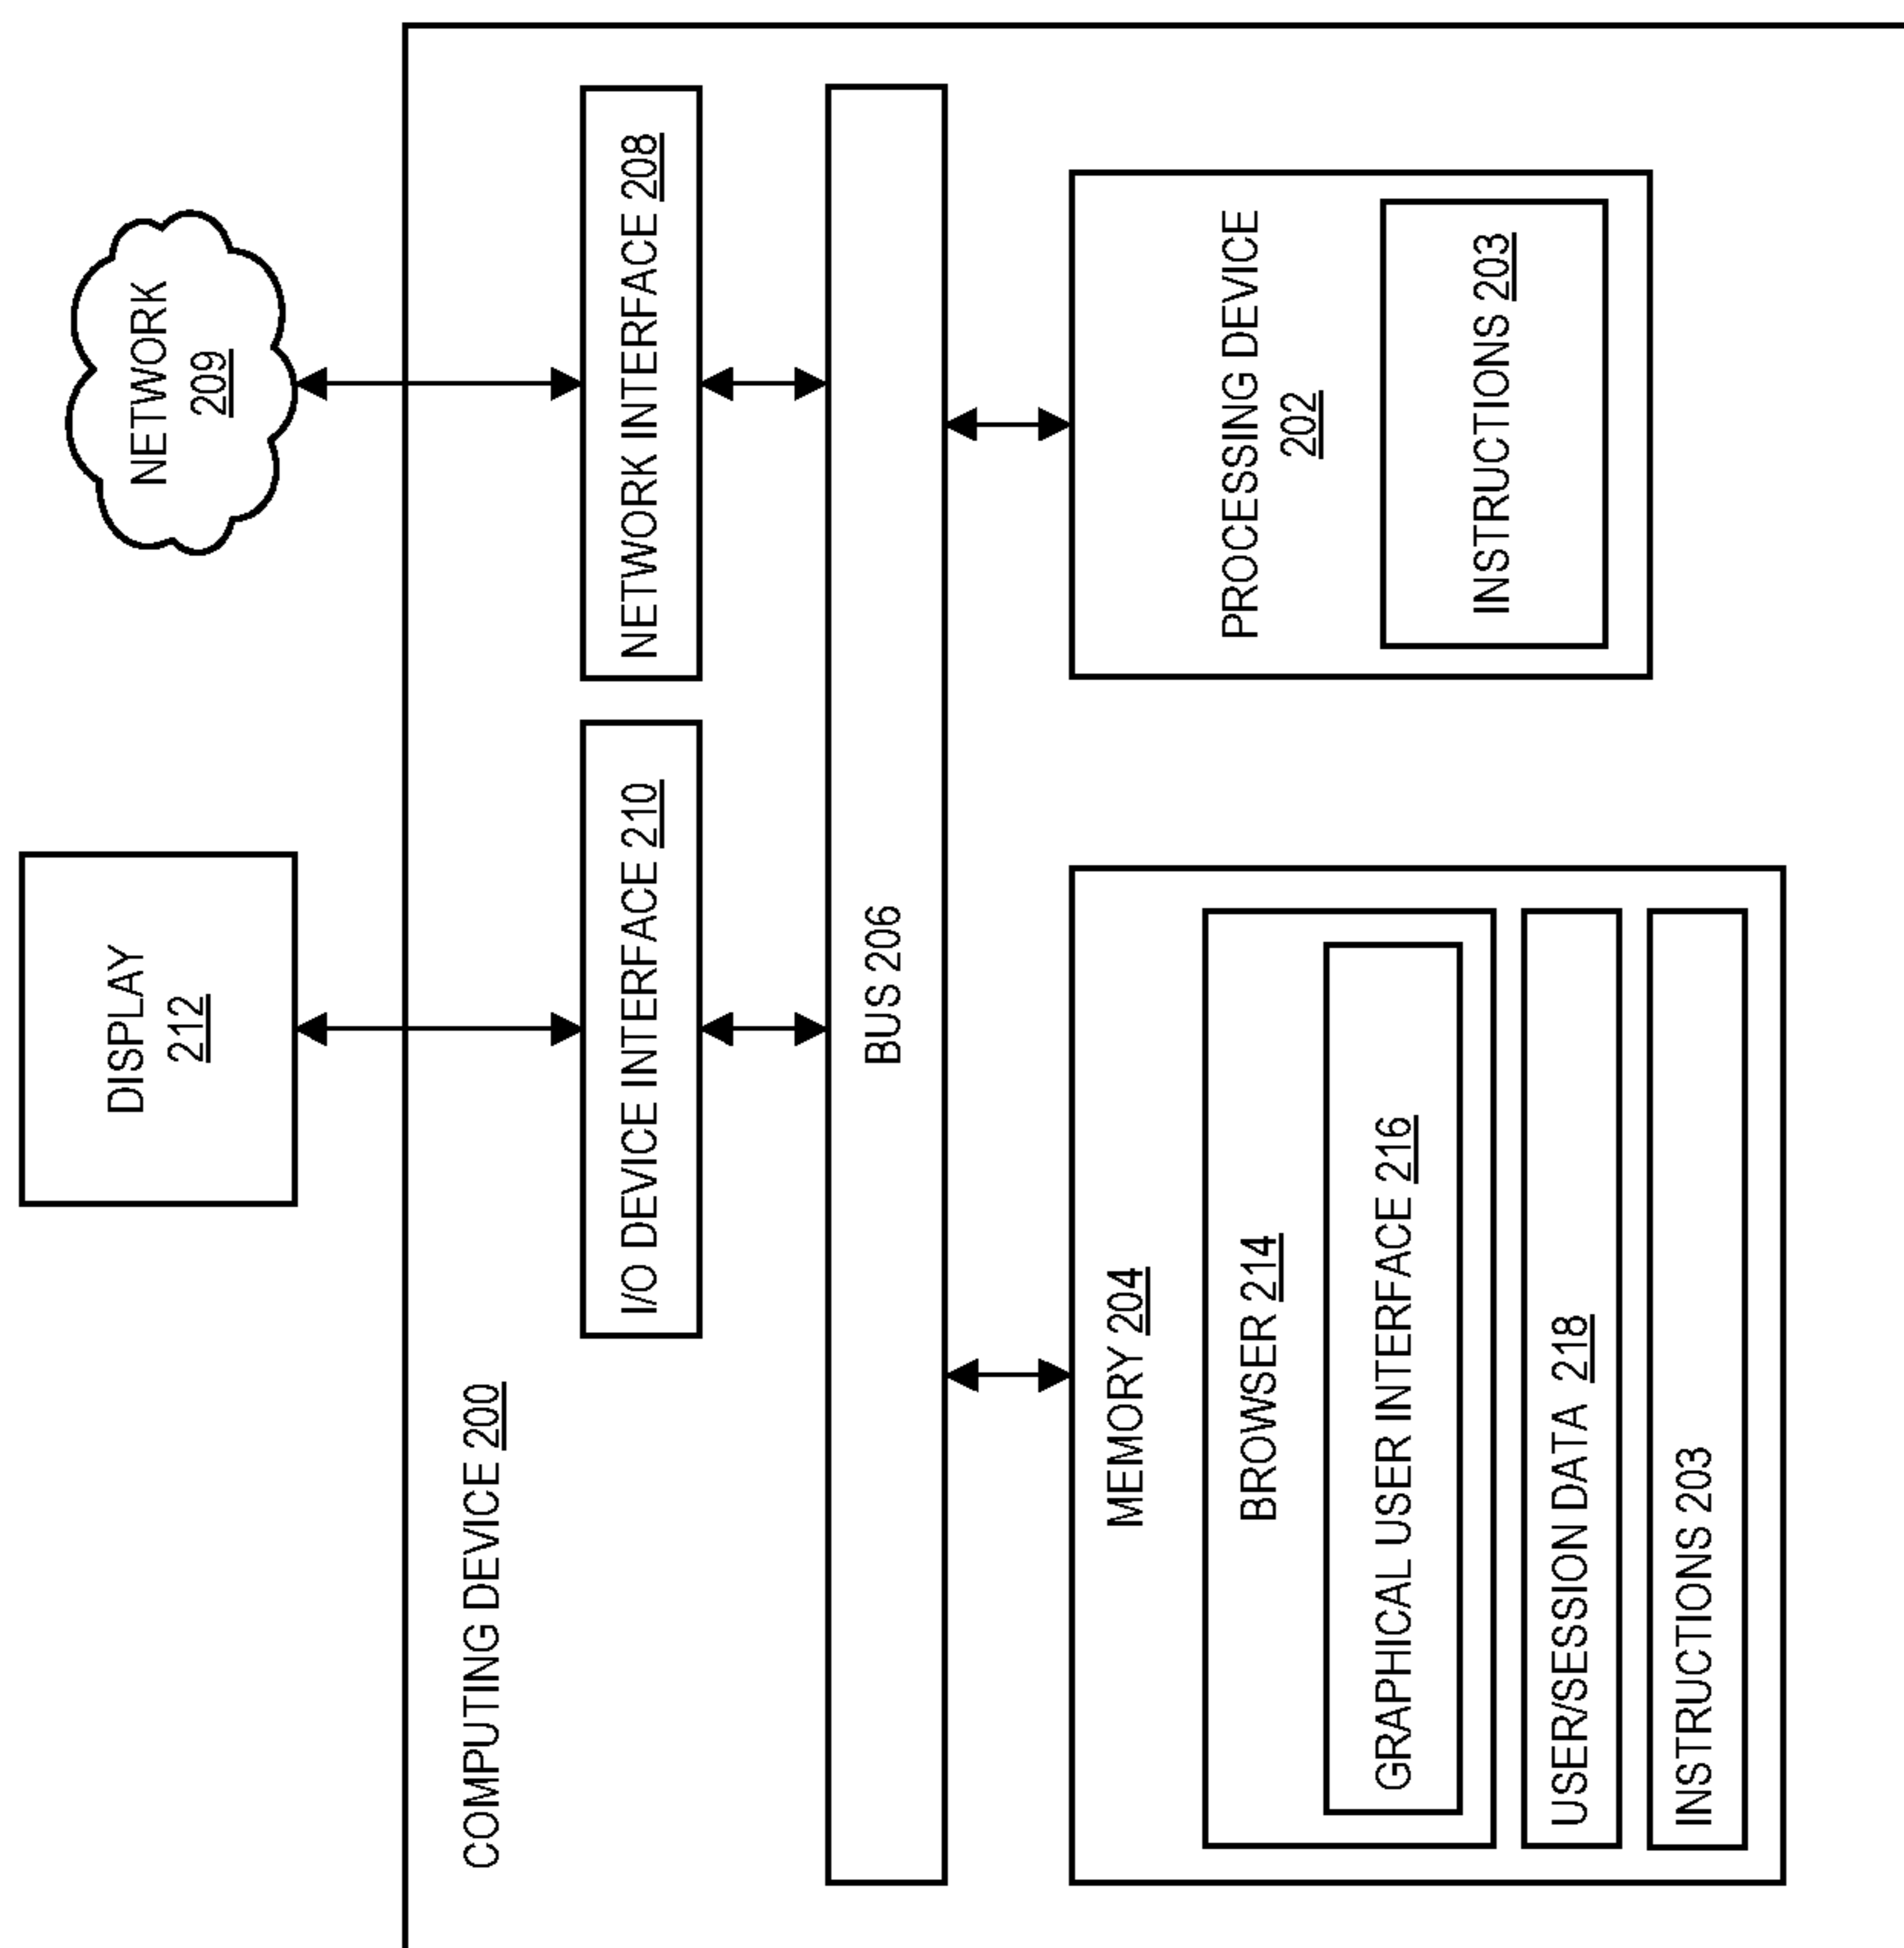 DISPLAY
212
NETWORK
209
COMPUTING DEVICE 200
I/O DEVICE INTERFACE 210
NETWORK INTERFACE 208
BUS 206
MEMORY 204
BROWSER 214
GRAPHICAL USER INTERFACE 216
USER/SESSION DATA 218
INSTRUCTIONS 203
PROCESSING DEVICE
202
INSTRUCTIONS 203